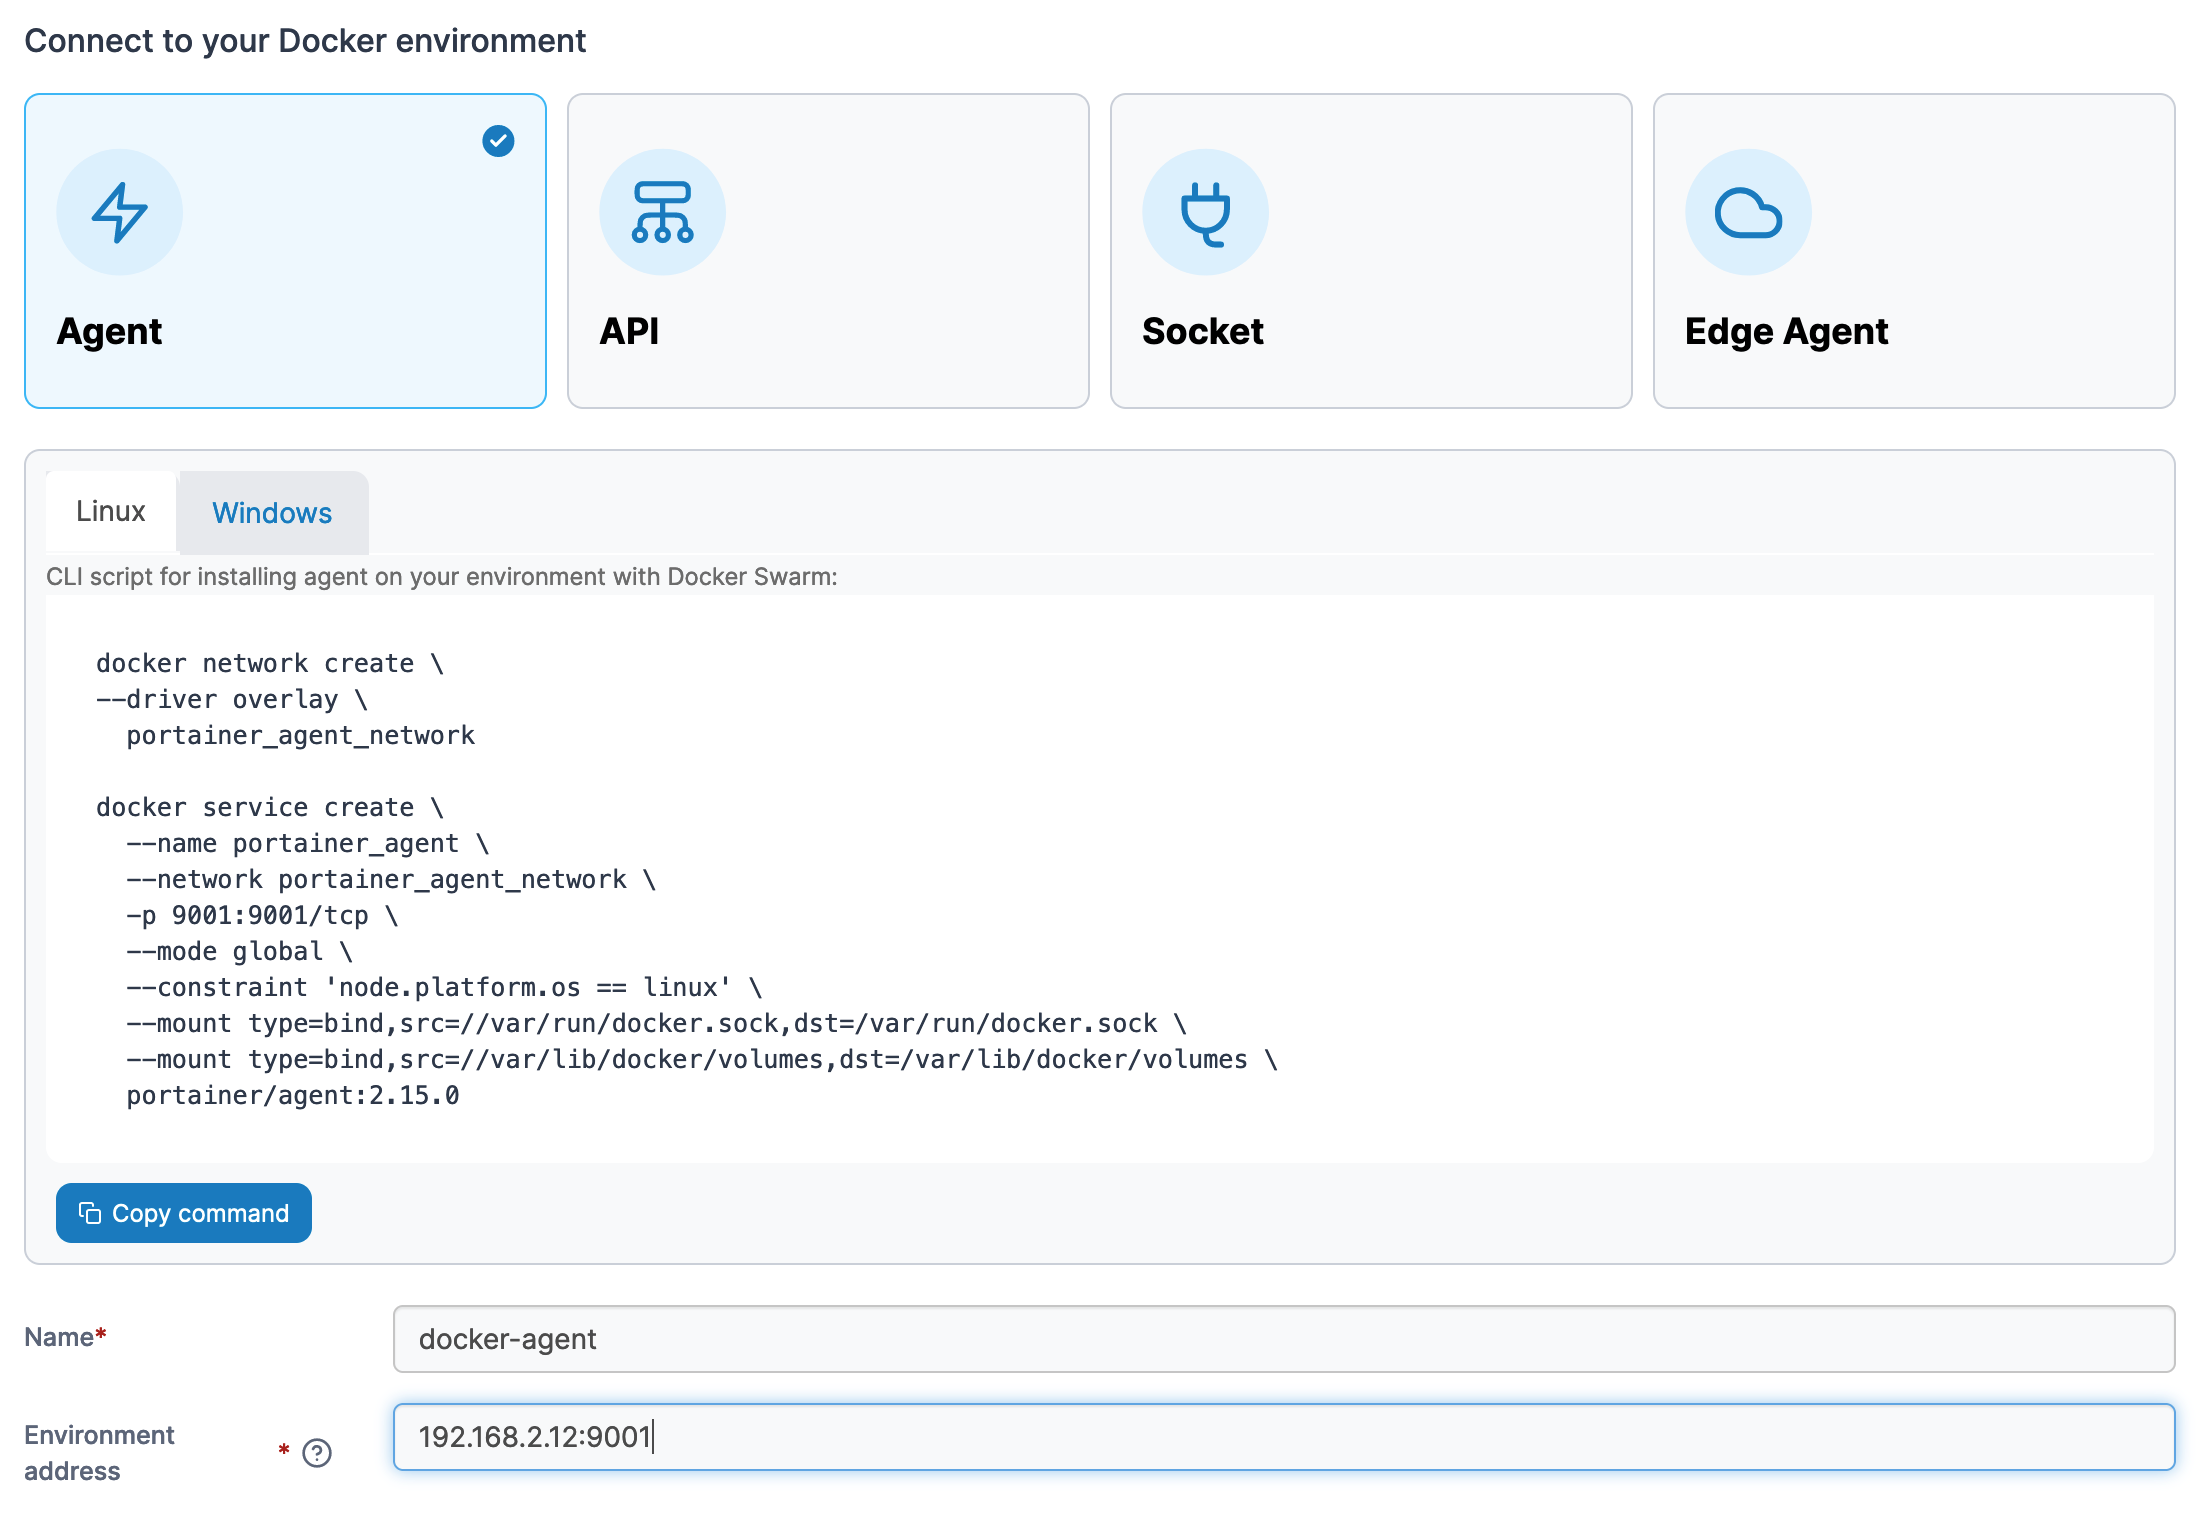 Connect to your Docker environment
Agent
API
Socket
Edge Agent
Linux
Windows
CLI script for installing agent on your environment with Docker Swarm:
docker network create \
--driver overlay \
  portainer_agent_network

docker service create \
  --name portainer_agent \
  --network portainer_agent_network \
  -p 9001:9001/tcp \
  --mode global \
  --constraint 'node.platform.os == linux' \
  --mount type=bind,src=//var/run/docker.sock,dst=/var/run/docker.sock \
  --mount type=bind,src=//var/lib/docker/volumes,dst=/var/lib/docker/volumes \
  portainer/agent:2.15.0
Copy command
Name*
docker-agent
Environment
address
*
?
192.168.2.12:9001